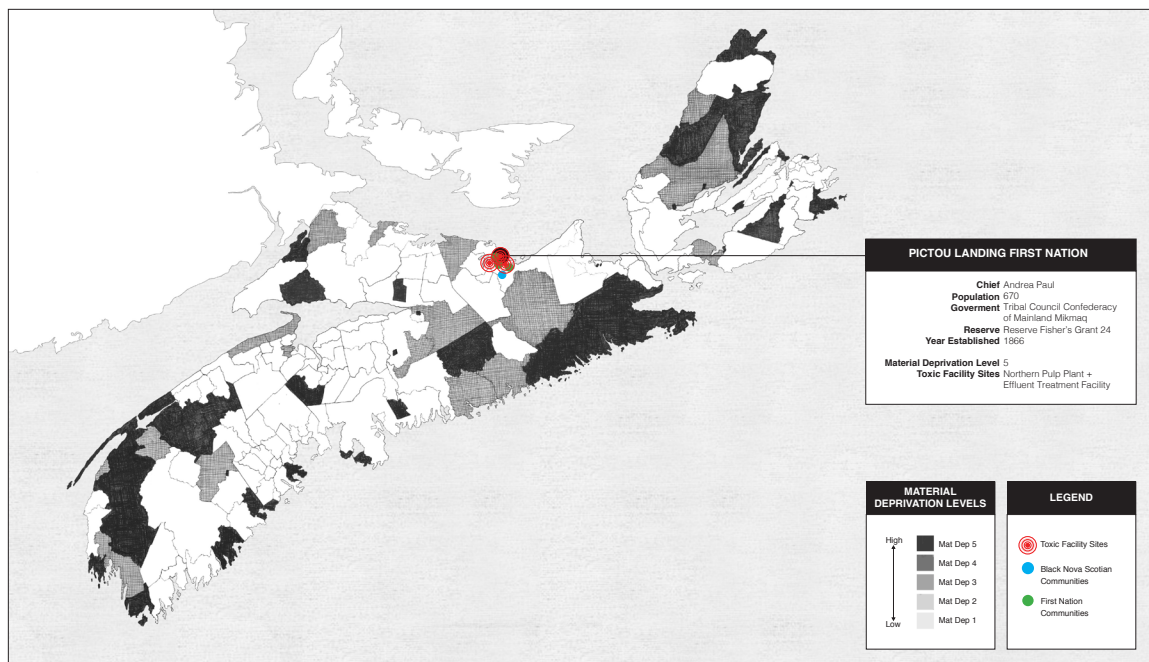 PICTOU LANDING FIRST NATION
Chief Andrea Paul
Population 670
Goverment Tribal Council Confederacy
of Mainland Mikmaq
Reserve Reserve Fisher's Grant 24
Year Established 1866
Material Deprivation Level 5
Toxic Facility Sites Northern Pulp Plant +
Effluent Treatment Facility
MATERIAL
DEPRIVATION LEVELS
High
Low
Mat Dep 5
Mat Dep 4
Mat Dep 3
Mat Dep 2
Mat Dep 1
LEGEND
Toxic Facility Sites
Black Nova Scotian
Communities
First Nation
Communities